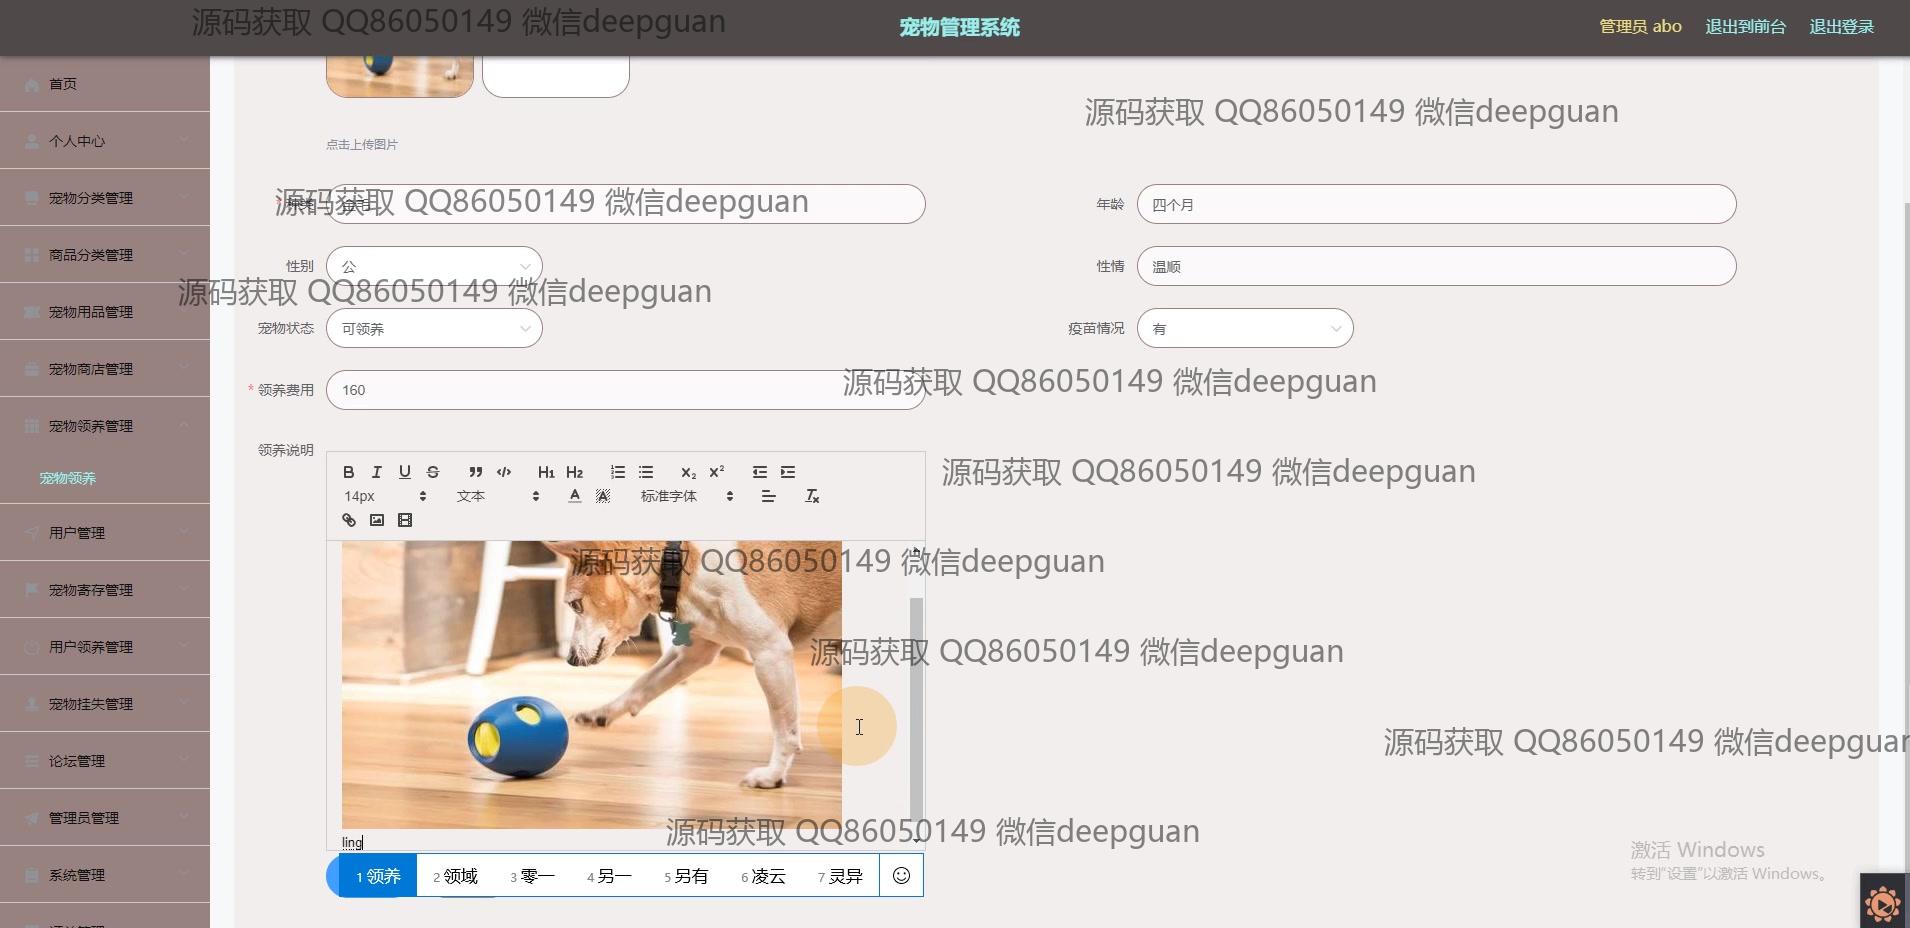 源码获取 QQ86050149 微信deepguan
宠物管理系统
管理员 abo
退出到前台
退出登录
首页
个人中心
宠物分类管理
商品分类管理
宠物用品管理
宠物商店管理
宠物领养管理
宠物领养
用户管理
宠物寄存管理
用户领养管理
宠物挂失管理
论坛管理
管理员管理
系统管理
源码获取 QQ86050149 微信deepguan
点击上传图片
源码获取 QQ86050149 微信deepguan
* 种类
年龄 四个月
性别 公
性情 温顺
源码获取 QQ86050149 微信deepguan
宠物状态 可领养
疫苗情况 有
* 领养费用 160
源码获取 QQ86050149 微信deepguan
领养说明
源码获取 QQ86050149 微信deepguan
B I U S H1 H2 X2 X2
14px 文本 A A 标准字体 Tx
源码获取 QQ86050149 微信deepguan
源码获取 QQ86050149 微信deepguan
源码获取 QQ86050149 微信deepguan
源码获取 QQ86050149 微信deepguan
ling
1 领养 2 领域 3 零一 4 另一 5 另有 6 凌云 7 灵异
激活 Windows
转到“设置”以激活 Windows。